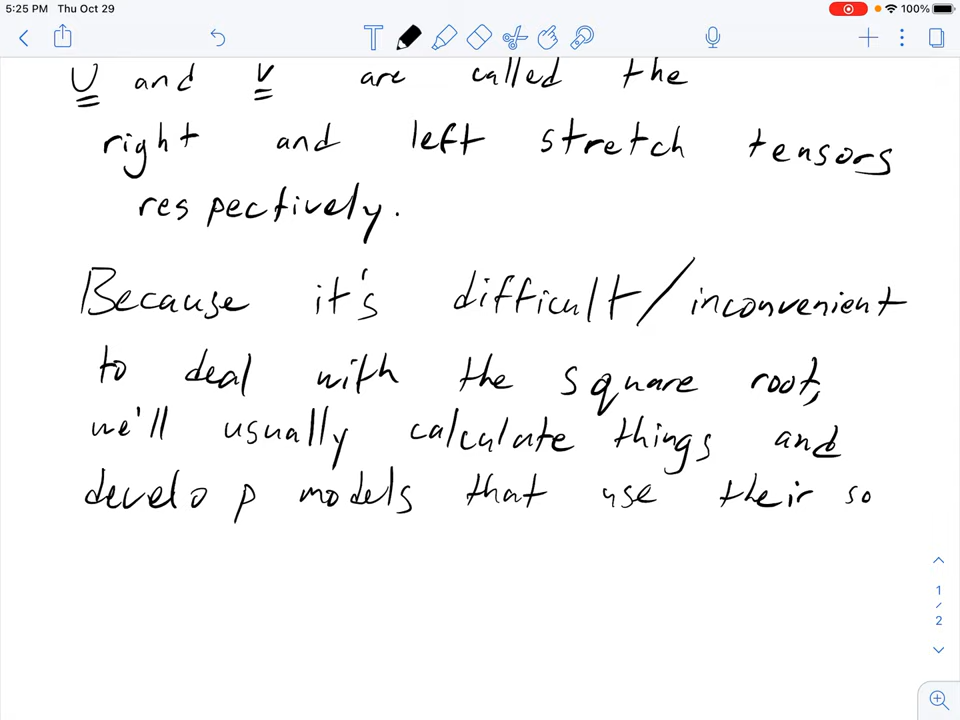 5:25 PM Thu Oct 29
100%
U and V are called the
right and left stretch tensors
respectively.
Because it's difficult/inconvenient
to deal with the square root,
we'll usually calculate things and
develop models that use their so
1
/
2